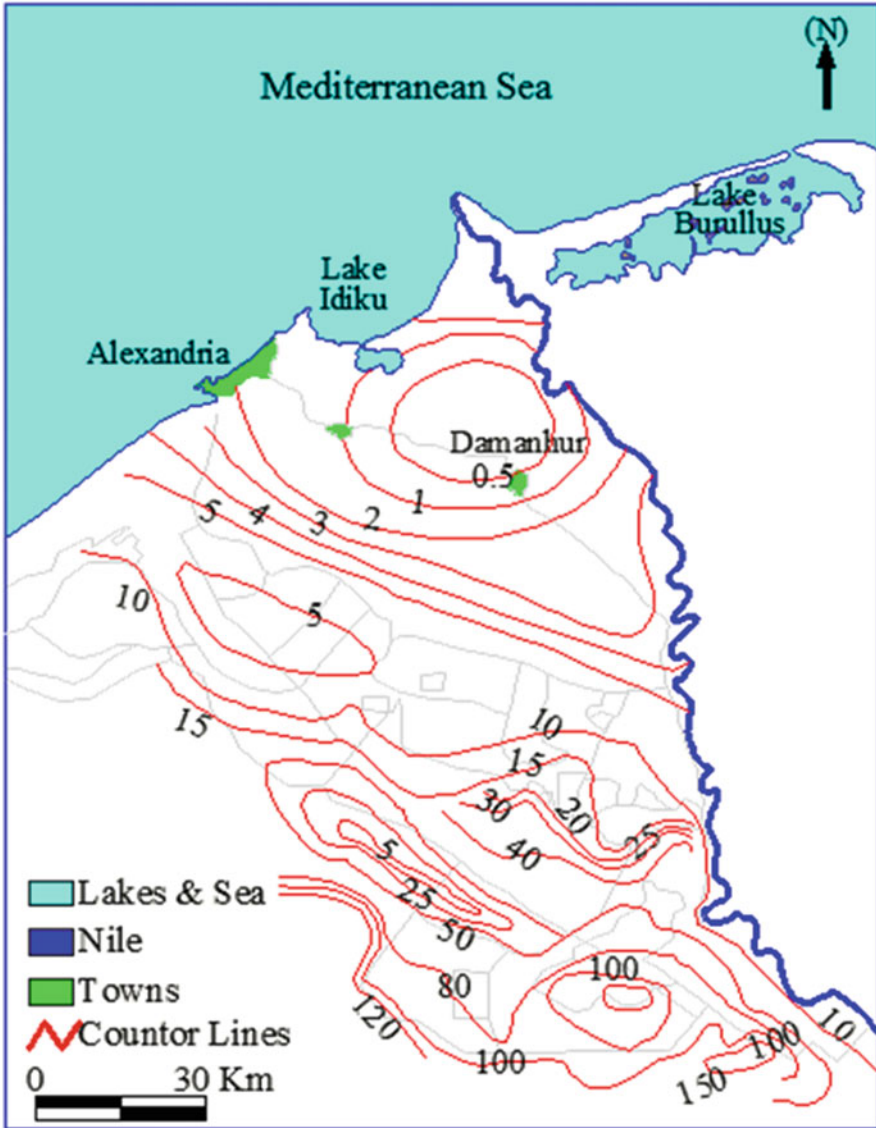 (N)
Mediterranean Sea
Lake
Burullus
Lake
Idiku
Alexandria
Damanhur
0.5
1
2
3
4
5
10
5
15
10
15
30
20
25
40
5
25
50
80
100
120
100
10
100
150
Lakes & Sea
Nile
Towns
Countor Lines
0 30 Km